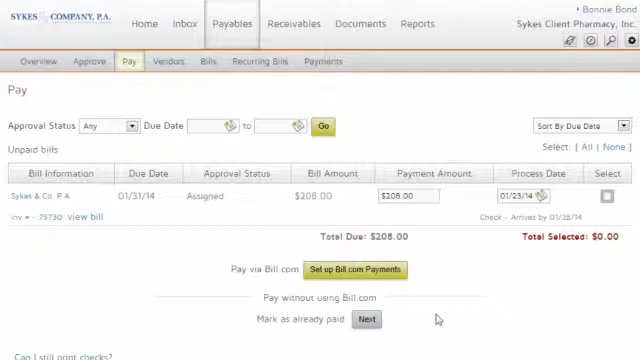 › Bonnie Bond
SYKES & COMPANY, P.A.
Home Inbox Payables Receivables Documents Reports
Sykes Client Pharmacy, Inc.
Overview Approve Pay Vendors Bills Recurring Bills Payments
Pay
Approval Status Any Due Date to Go Sort By Due Date
Unpaid bills Select: [ All | None ]
Bill Information Due Date Approval Status Bill Amount Payment Amount Process Date Select
Sykes & Co. P.A. 01/31/14 Assigned $208.00 $208.00 01/23/14
inv # - 75730 view bill Check - Arrives by 01/28/14
Total Due: $208.00 Total Selected: $0.00
Pay via Bill.com Set up Bill.com Payments
Pay without using Bill.com
Mark as already paid Next
Can I still print checks?